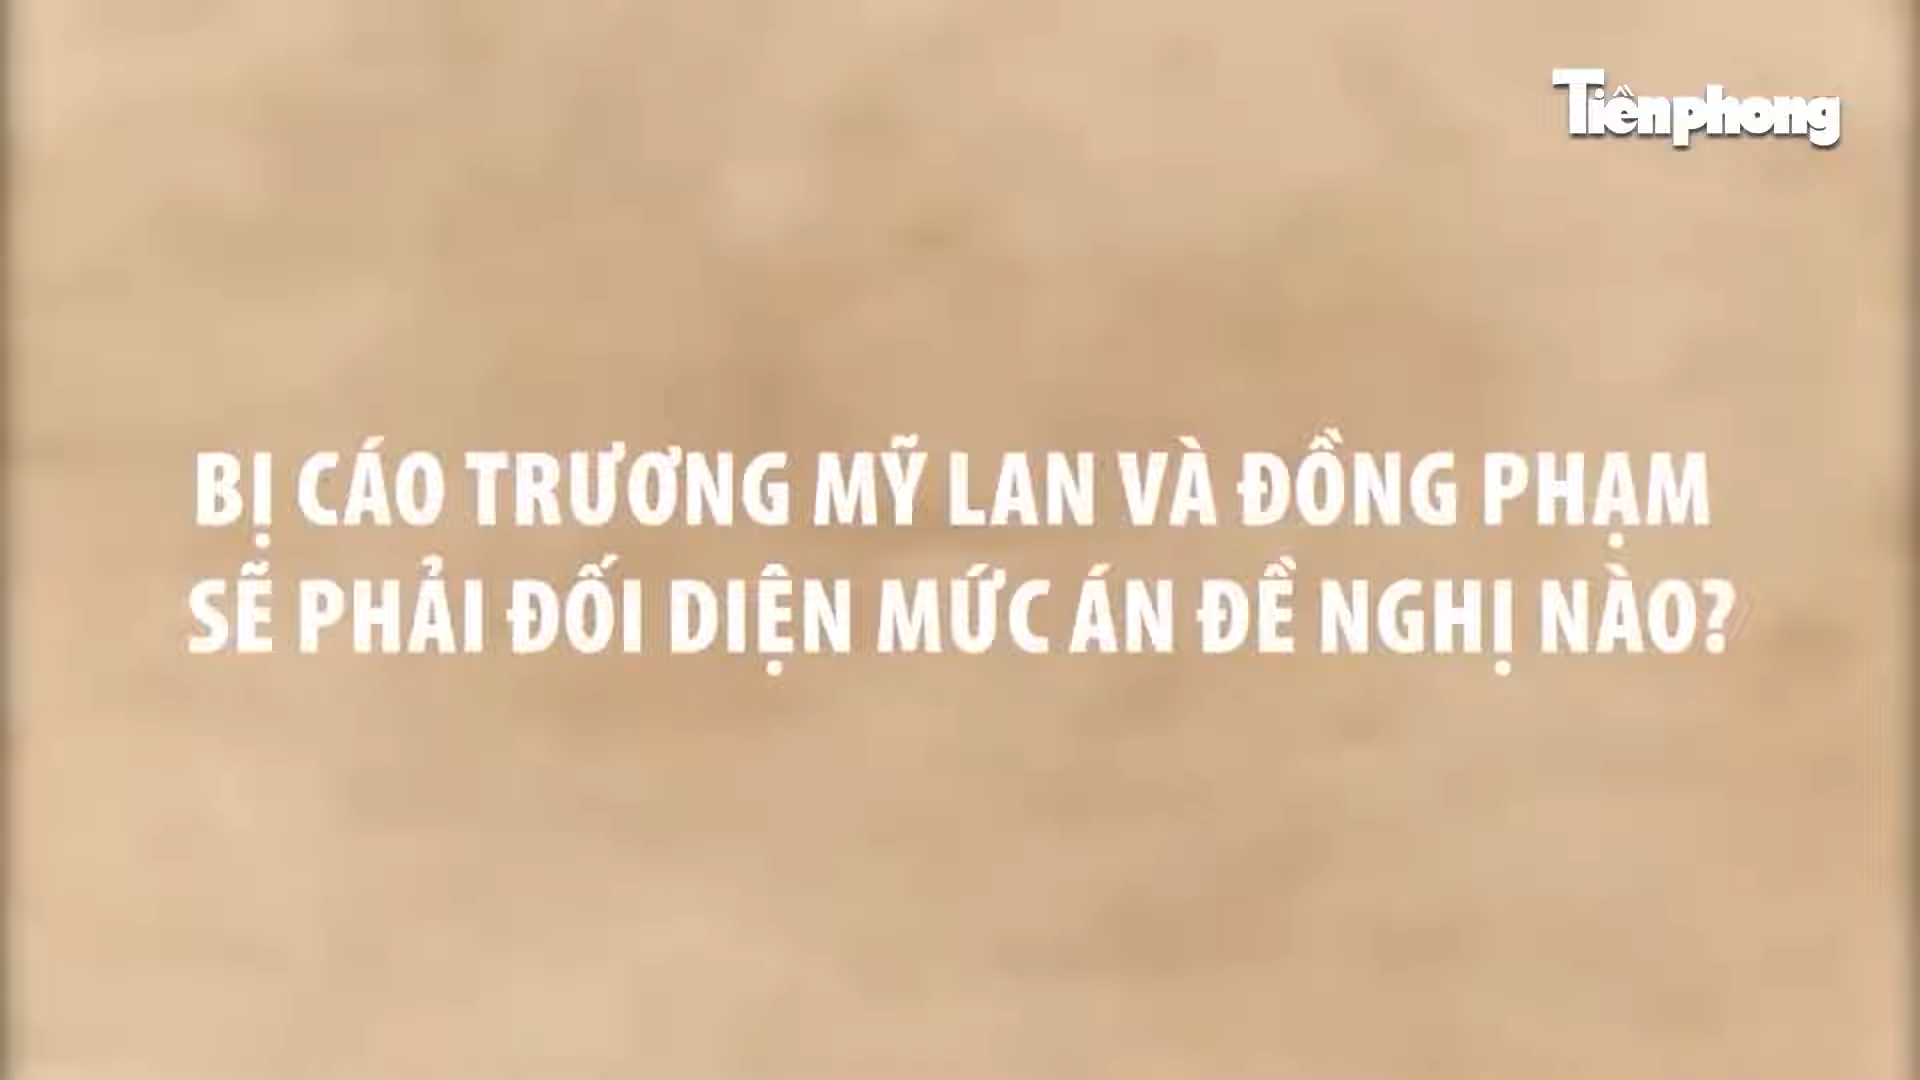 Tiềnphong
BỊ CÁO TRƯƠNG MỸ LAN VÀ ĐỒNG PHẠM
SẼ PHẢI ĐỐI DIỆN MỨC ÁN ĐỀ NGHỊ NÀO?